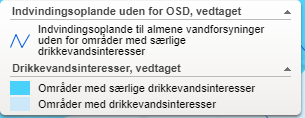 Indvindingsoplande uden for OSD, vedtaget
Indvindingsoplande til almene vandforsyninger
uden for områder med særlige
drikkevandsinteresser
Drikkevandsinteresser, vedtaget
Områder med særlige drikkevandsinteresser
Områder med drikkevandsinteresser